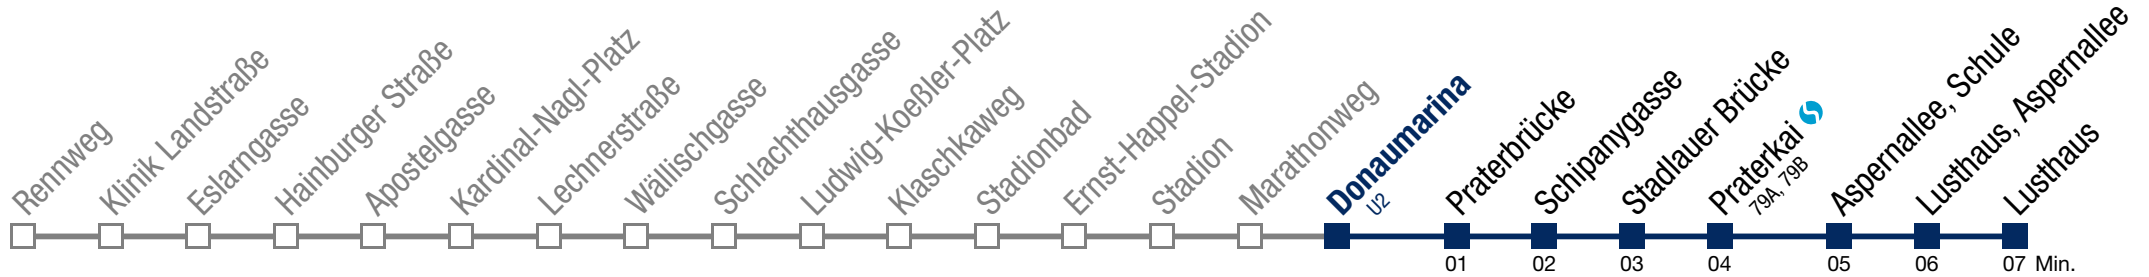 Rennweg
Klinik Landstraße
Eslarngasse
Hainburger Straße
Apostelgasse
Kardinal-Nagl-Platz
Lechnerstraße
Wällischgasse
Schlachthausgasse
Ludwig-Koeßler-Platz
Klaschkaweg
Stadionbad
Ernst-Happel-Stadion
Stadion
Marathonweg
Donaumarina
U2
Praterbrücke
Schipanygasse
Stadlauer Brücke
Praterkai
79A, 79B
Aspernallee, Schule
Lusthaus, Aspernallee
Lusthaus
01 02 03 04 05 06 07 Min.